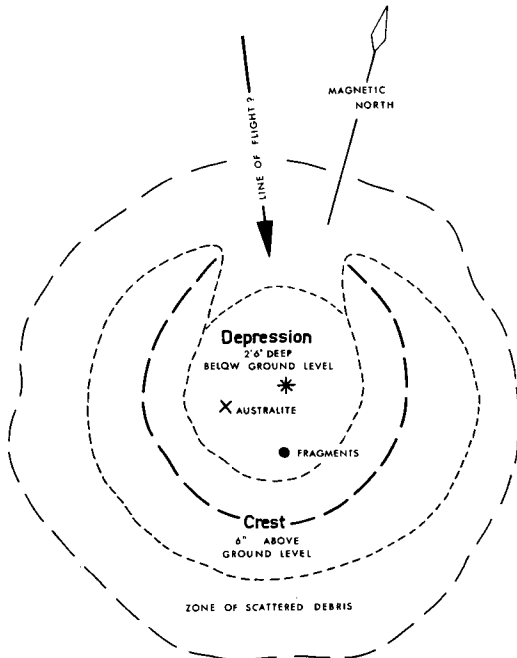 MAGNETIC
NORTH
LINE OF FLIGHT ?
Depression
2'6" DEEP
BELOW GROUND LEVEL
AUSTRALITE
FRAGMENTS
Crest
6" ABOVE
GROUND LEVEL
ZONE OF SCATTERED DEBRIS